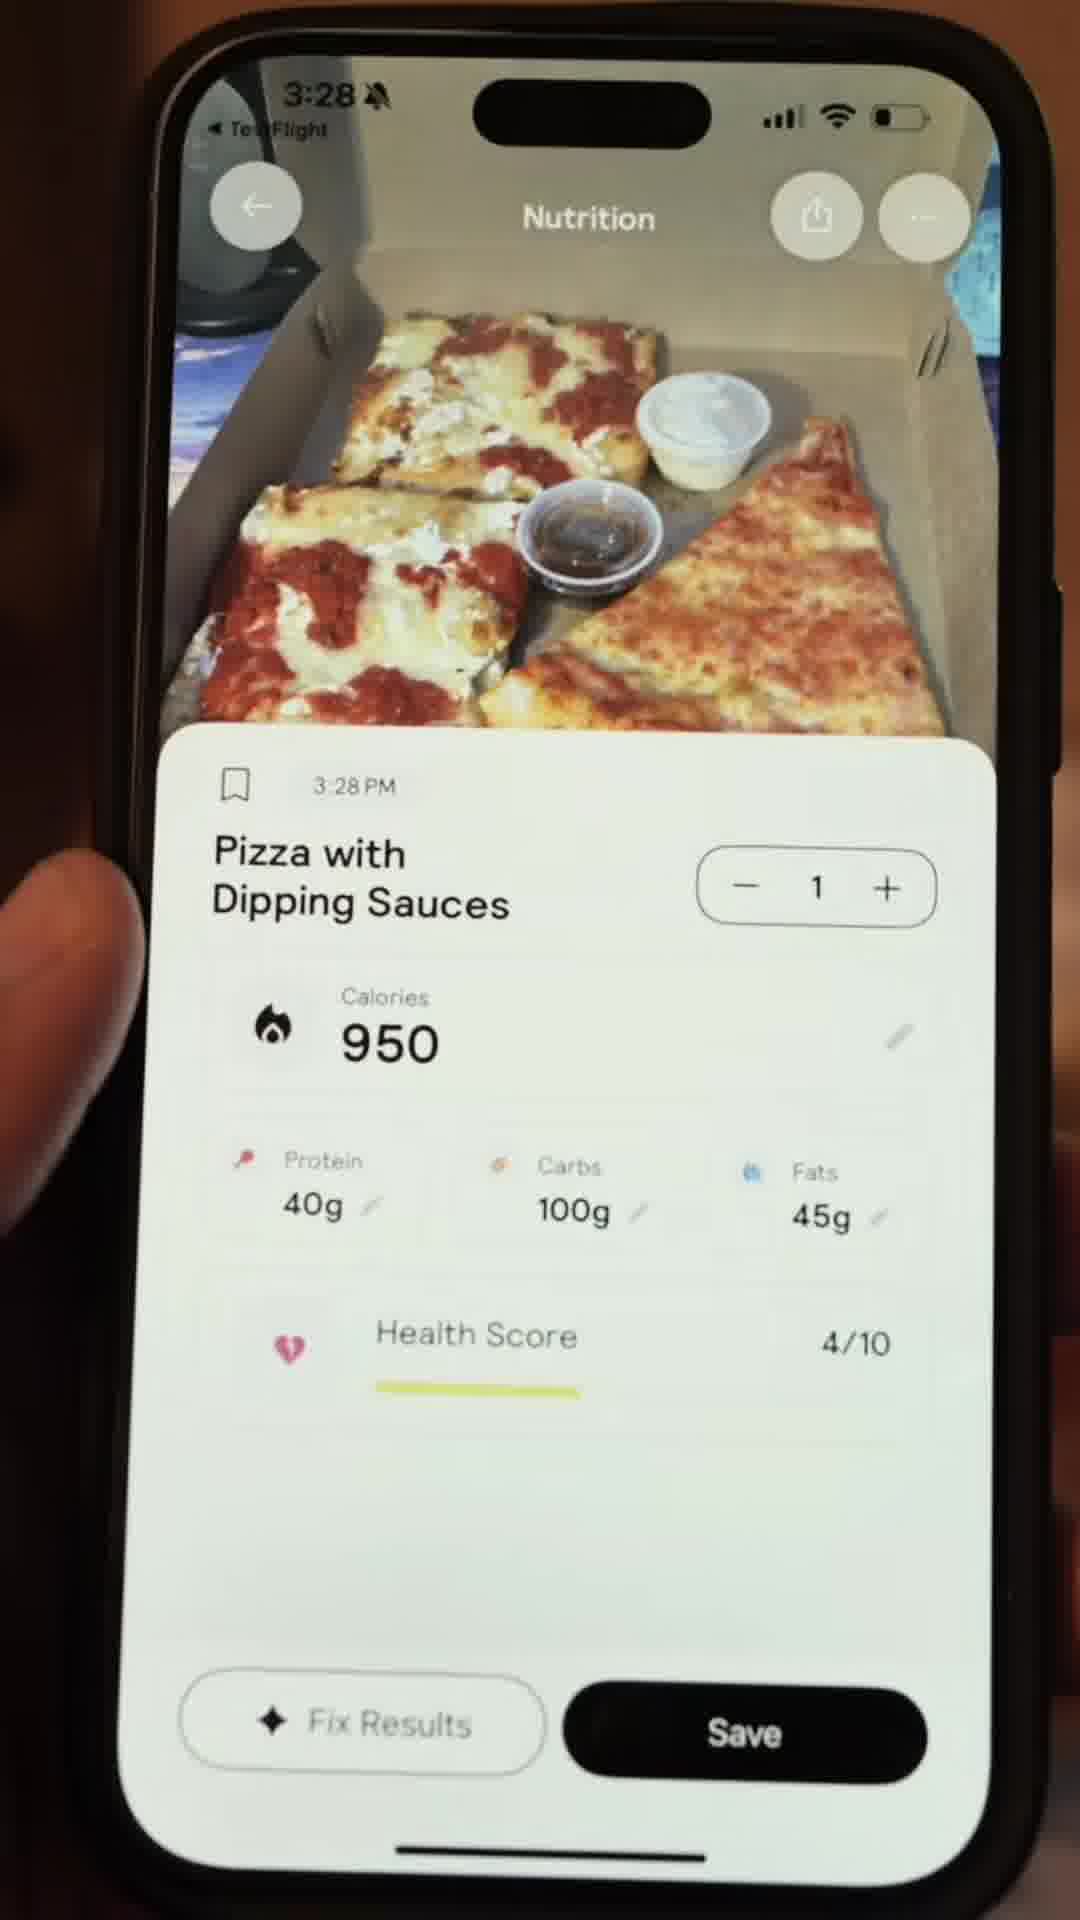 3:28
TestFlight
Nutrition
3:28 PM
Pizza with
Dipping Sauces
1
Calories
950
Protein
Carbs
Fats
40g
100g
45g
Health Score
4/10
Fix Results
Save